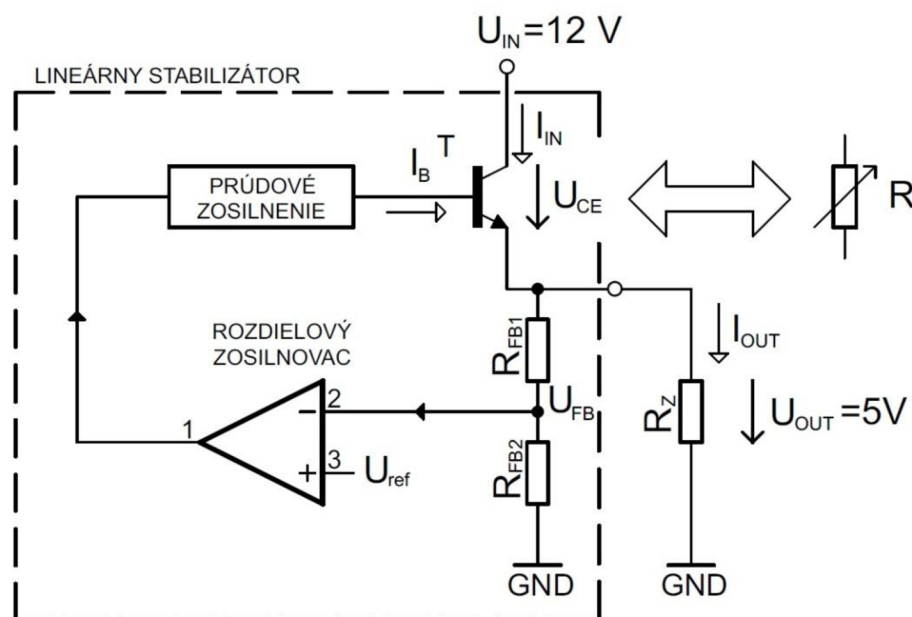 U_IN=12 V
LINEÁRNY STABILIZÁTOR
I_IN
T
I_B
PRÚDOVÉ
ZOSILNENIE
U_CE
R
ROZDIELOVÝ
ZOSILNOVAC
R_FB1
I_OUT
1
2
U_FB
R_Z
U_OUT=5V
3
U_ref
R_FB2
-
+
GND
GND